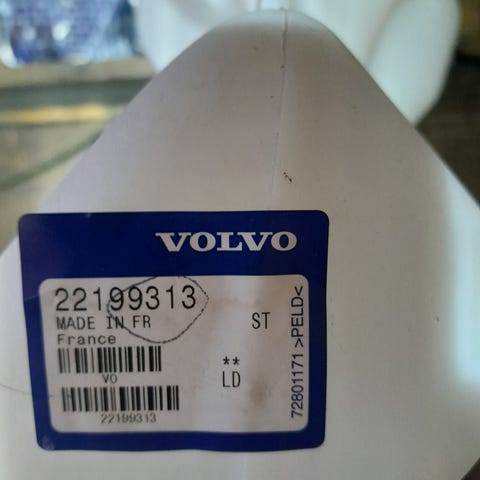 VOLVO
22199313
MADE IN FR
France
ST
VO
**
LD
22199313
72801171 >PELD<